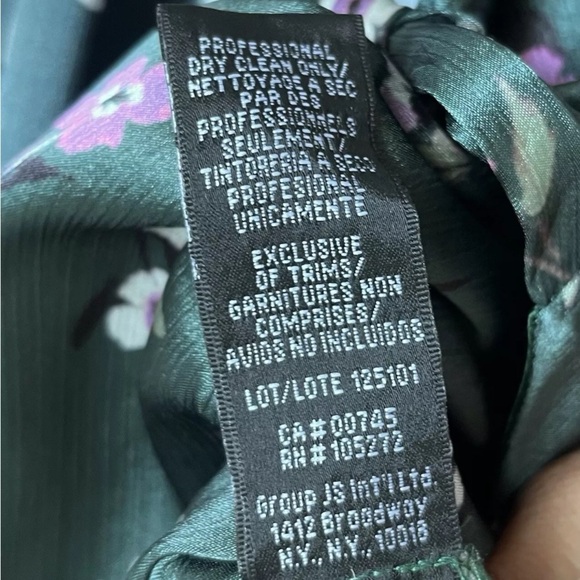 PROFESSIONAL
DRY CLEAN ONLY/
NETTOYAGE A SEC
PAR DES
PROFESSIONNELS
SEULEMENT/
TINTORERIA A SECO
PROFESIONAL
UNICAMENTE
EXCLUSIVE
OF TRIMS/
GARNITURES NON
COMPRISES/
AVIOS NO INCLUIDOS
LOT/LOTE 125101
CA# 00745
RN# 105272
Group JS Int'l Ltd.
1412 Broadway
N.Y., N.Y., 10018